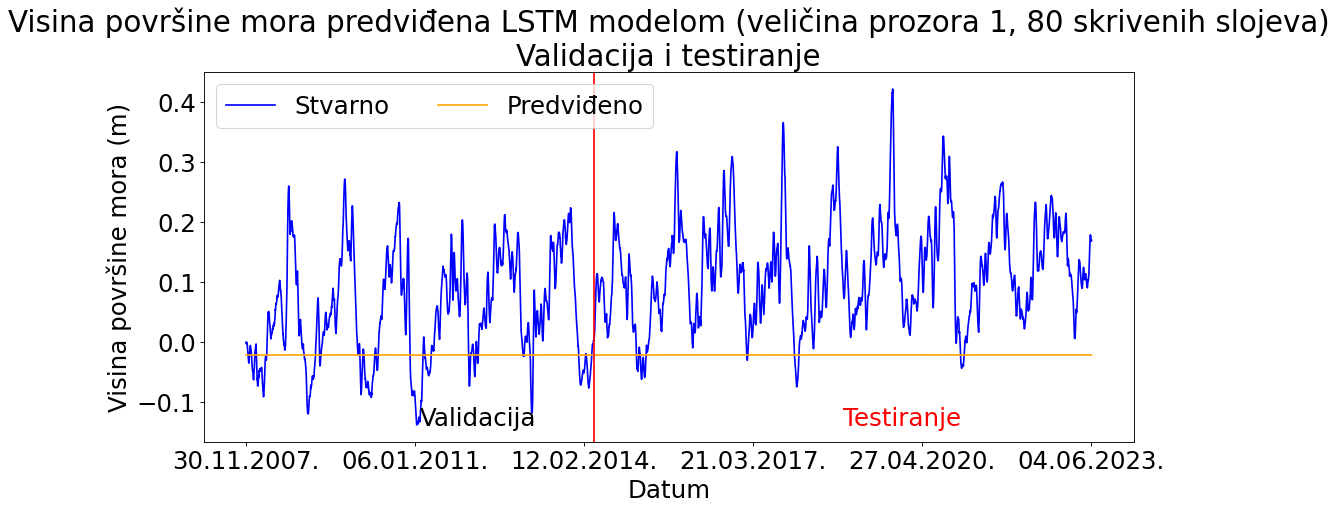 Visina površine mora predviđena LSTM modelom (veličina prozora 1, 80 skrivenih slojeva)
Validacija i testiranje
Stvarno Predviđeno
Visina površine mora (m)
0.4
0.3
0.2
0.1
0.0
−0.1
Validacija Testiranje
30.11.2007. 06.01.2011. 12.02.2014. 21.03.2017. 27.04.2020. 04.06.2023.
Datum